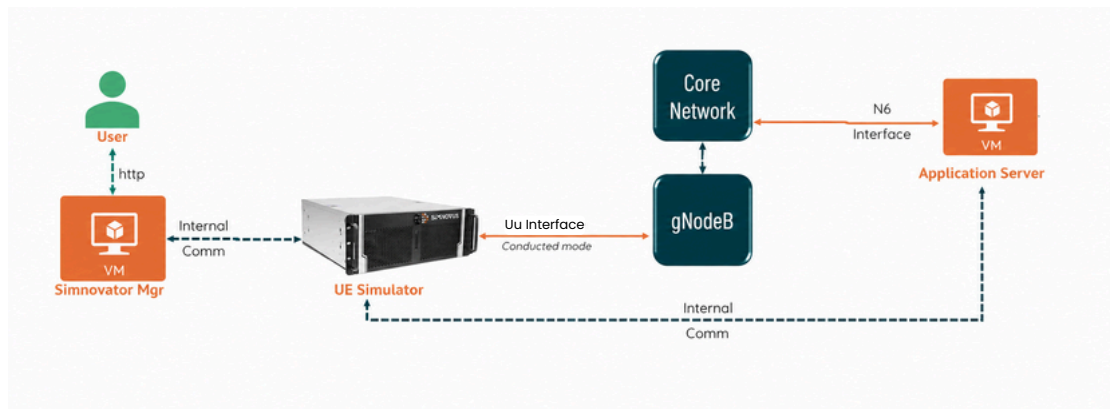 User
http
VM
Simnovator Mgr
Internal
Comm
SIMNOVUS
UE Simulator
Uu Interface
Conducted mode
Core
Network
gNodeB
N6
Interface
VM
Application Server
Internal
Comm